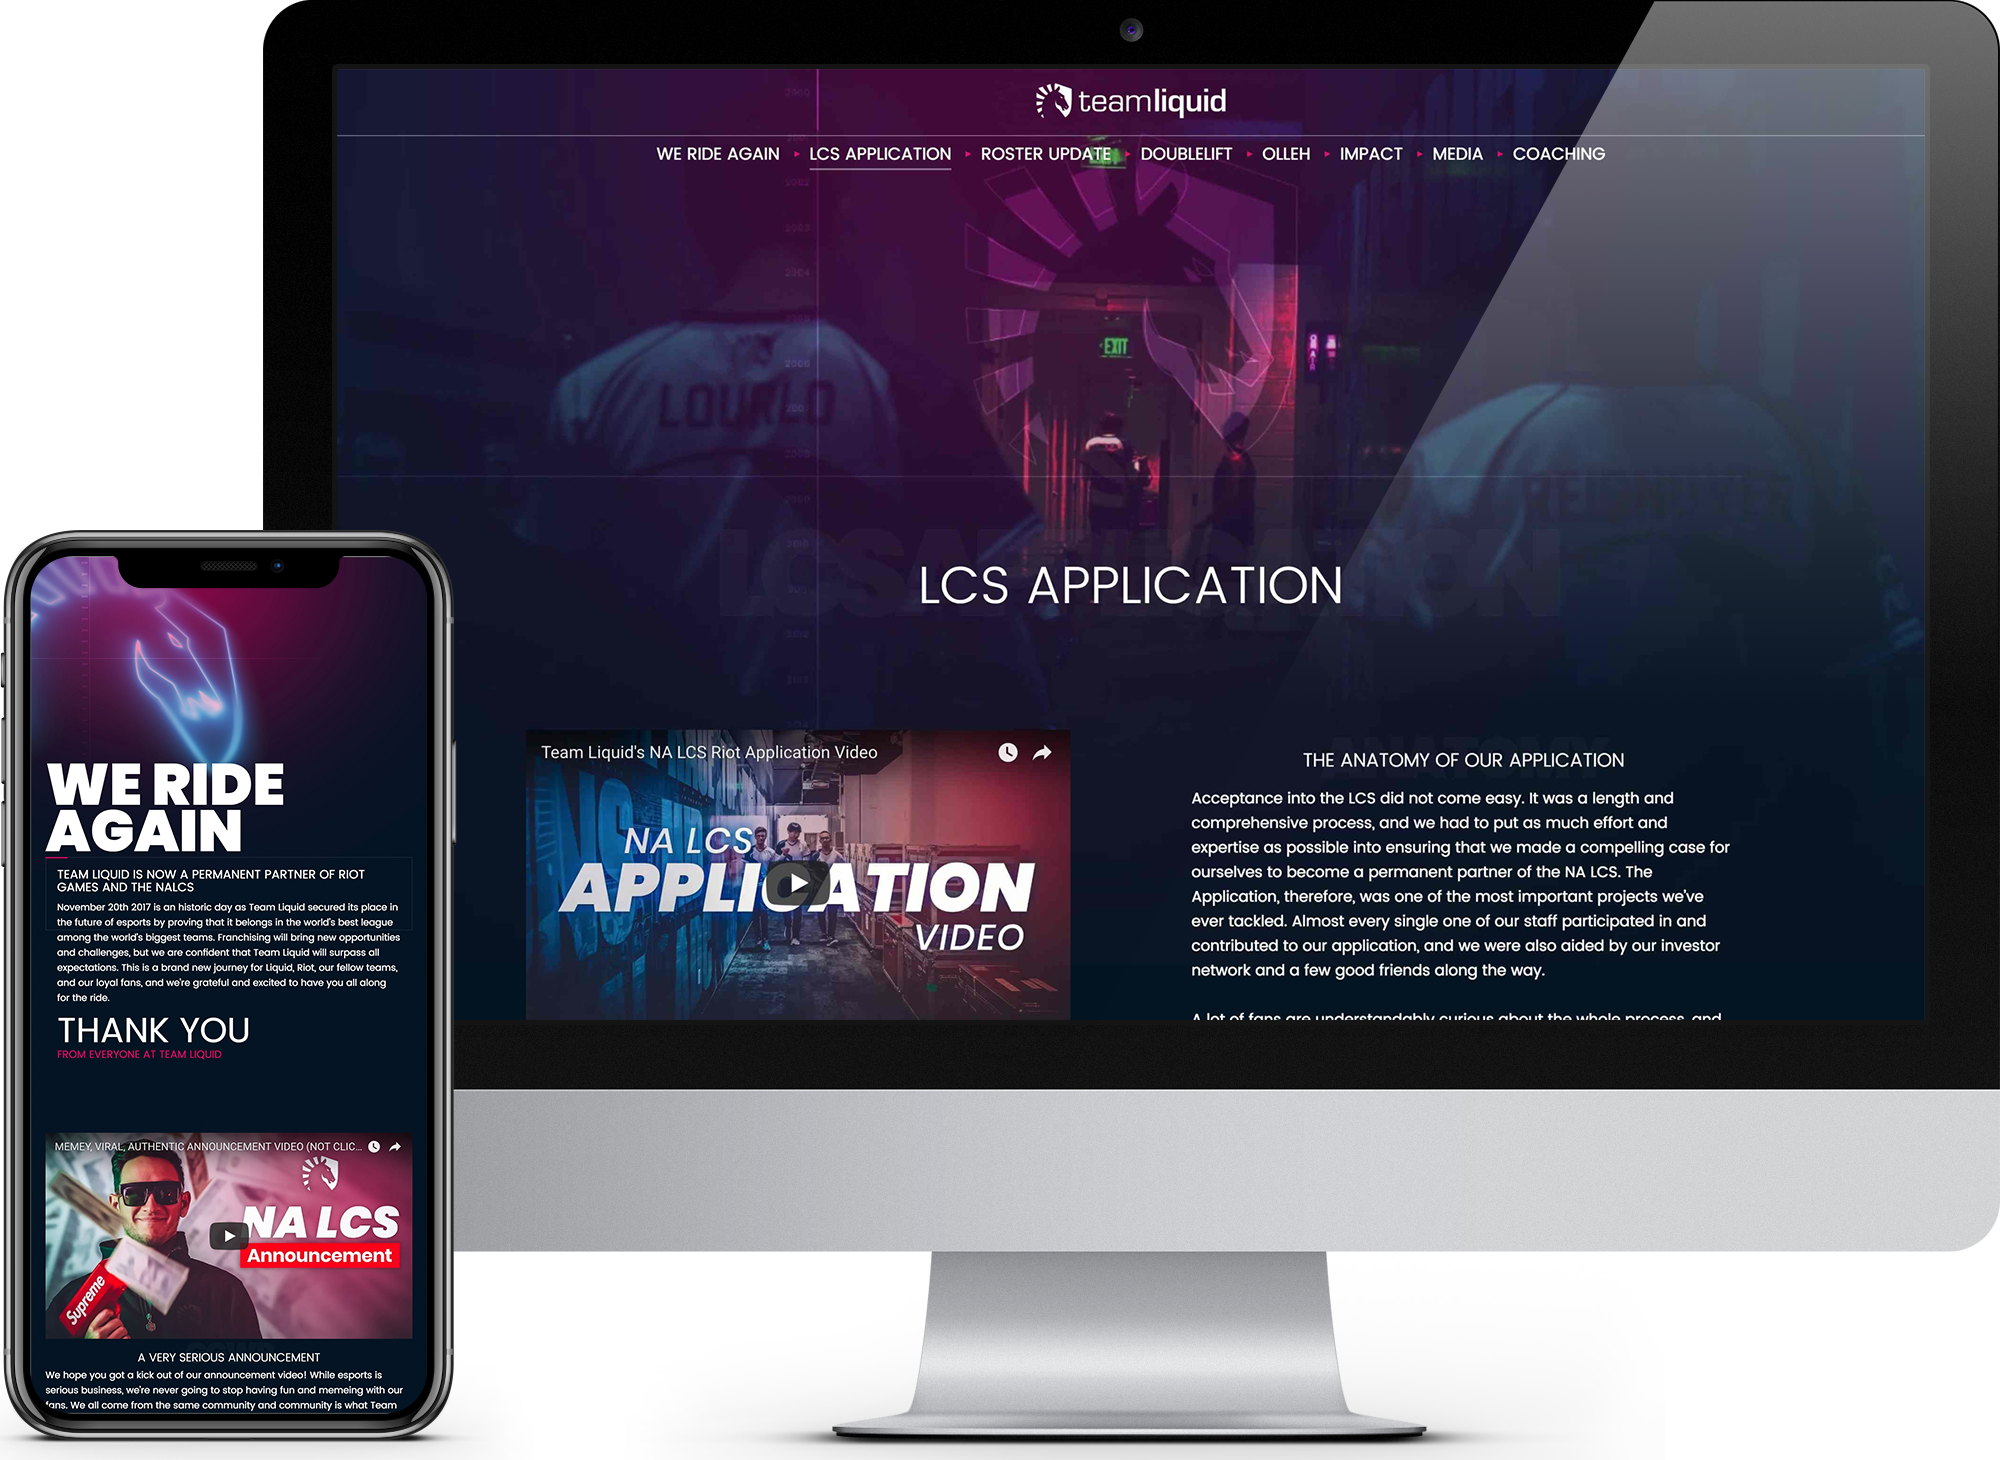 teamliquid
WE RIDE AGAIN
LCS APPLICATION
ROSTER UPDATE
DOUBLELIFT
OLLEH
IMPACT
MEDIA
COACHING
EXIT
LOURLO
LCS APPLICATION
Team Liquid's NA LCS Riot Application Video
NA LCS
APPLICATION
VIDEO
THE ANATOMY OF OUR APPLICATION
Acceptance into the LCS did not come easy. It was a length and
comprehensive process, and we had to put as much effort and
expertise as possible into ensuring that we made a compelling case for
ourselves to become a permanent partner of the NA LCS. The
Application, therefore, was one of the most important projects we've
ever tackled. Almost every single one of our staff participated in and
contributed to our application, and we were also aided by our investor
network and a few good friends along the way.
A lot of fans are understandably curious about the whole process, and
WE RIDE
AGAIN
TEAM LIQUID IS NOW A PERMANENT PARTNER OF RIOT
GAMES AND THE NALCS
November 20th 2017 is an historic day as Team Liquid secured its place in
the future of esports by proving that it belongs in the world's best league
among the world's biggest teams. Franchising will bring new opportunities
and challenges, but we are confident that Team Liquid will surpass all
expectations. This is a brand new journey for Liquid, Riot, our fellow teams,
and our loyal fans, and we're grateful and excited to have you all along
for the ride.
THANK YOU
FROM EVERYONE AT TEAM LIQUID
MEMEY, VIRAL, AUTHENTIC ANNOUNCEMENT VIDEO (NOT CLIC...
NA LCS
Announcement
Supreme
A VERY SERIOUS ANNOUNCEMENT
We hope you got a kick out of our announcement video! While esports is
serious business, we're never going to stop having fun and memeing with our
fans. We all come from the same community and community is what Team